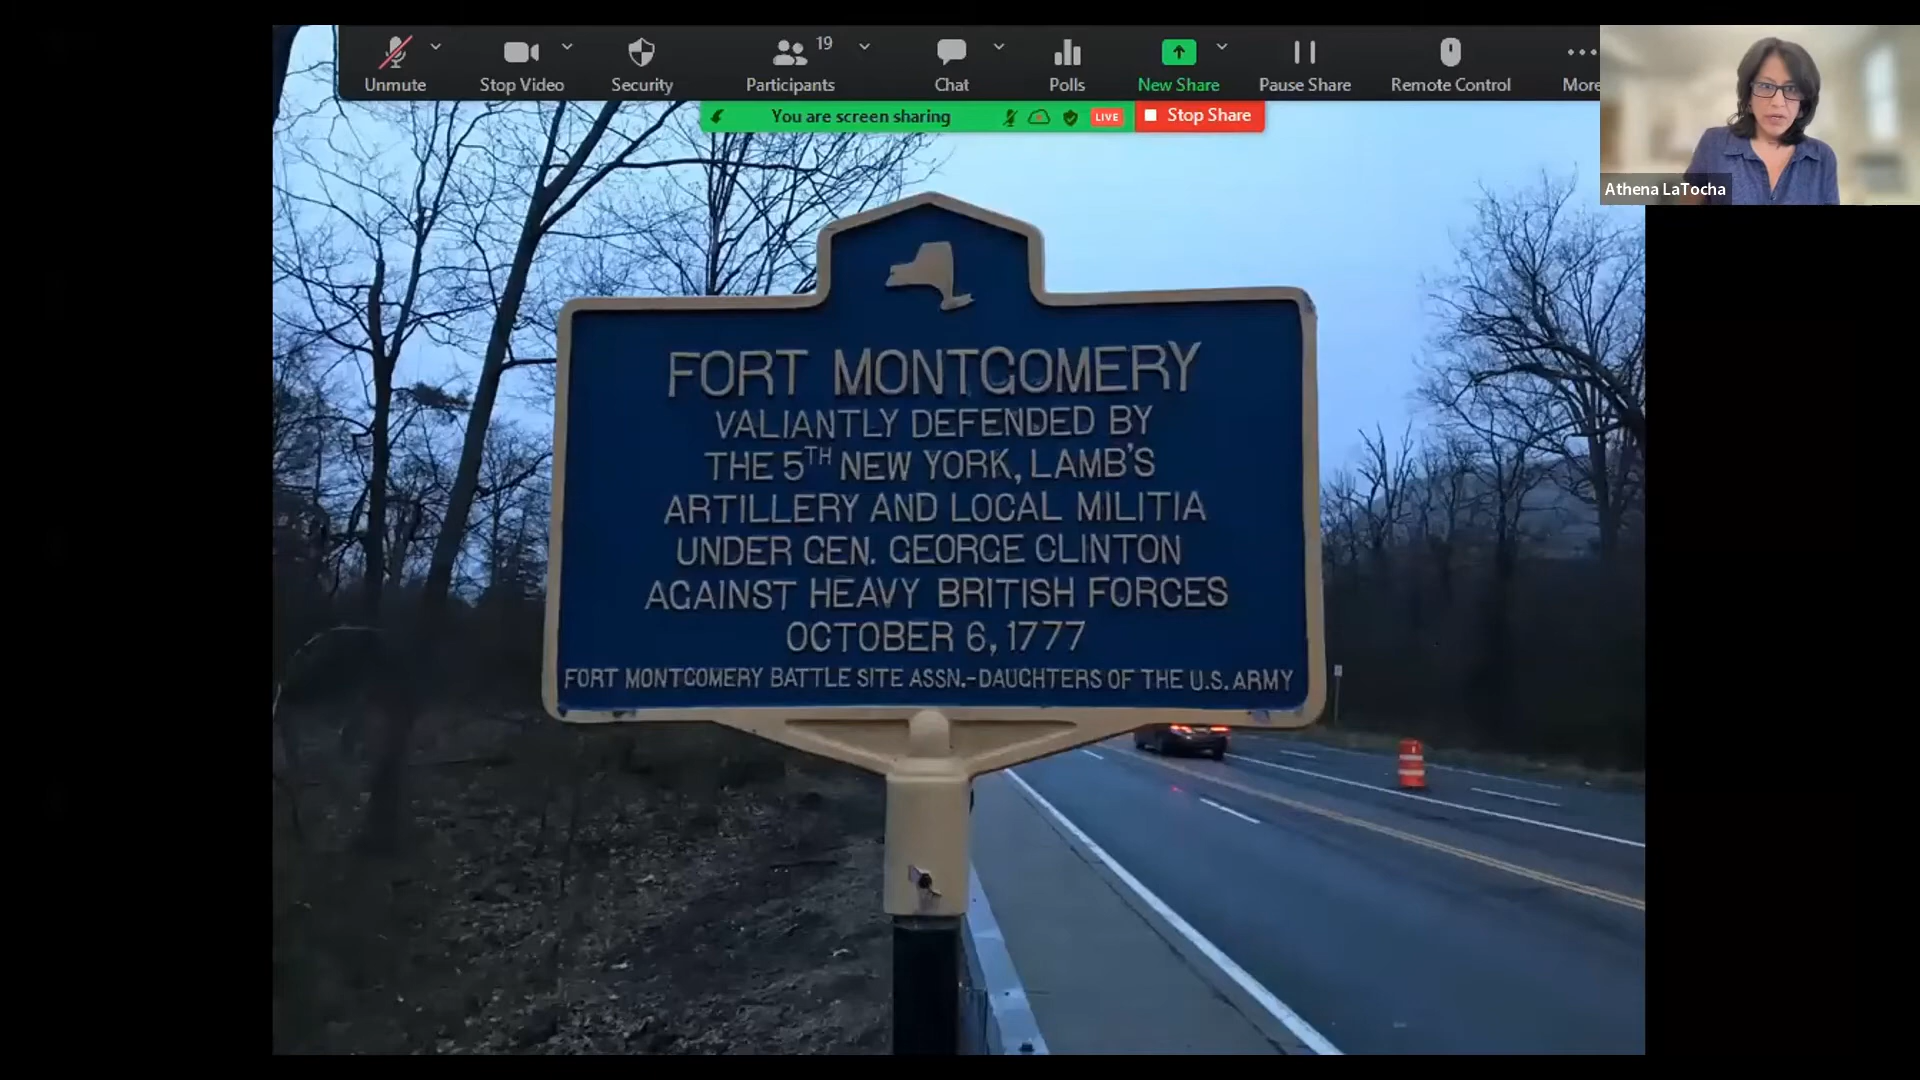 Unmute
Stop Video
Security
19
Participants
Chat
Polls
New Share
Pause Share
Remote Control
More
You are screen sharing
LIVE
Stop Share
Athena LaTocha
FORT MONTGOMERY
VALIANTLY DEFENDED BY
THE 5TH NEW YORK, LAMB'S
ARTILLERY AND LOCAL MILITIA
UNDER GEN. GEORGE CLINTON
AGAINST HEAVY BRITISH FORCES
OCTOBER 6, 1777
FORT MONTGOMERY BATTLE SITE ASSN.-DAUGHTERS OF THE U.S. ARMY